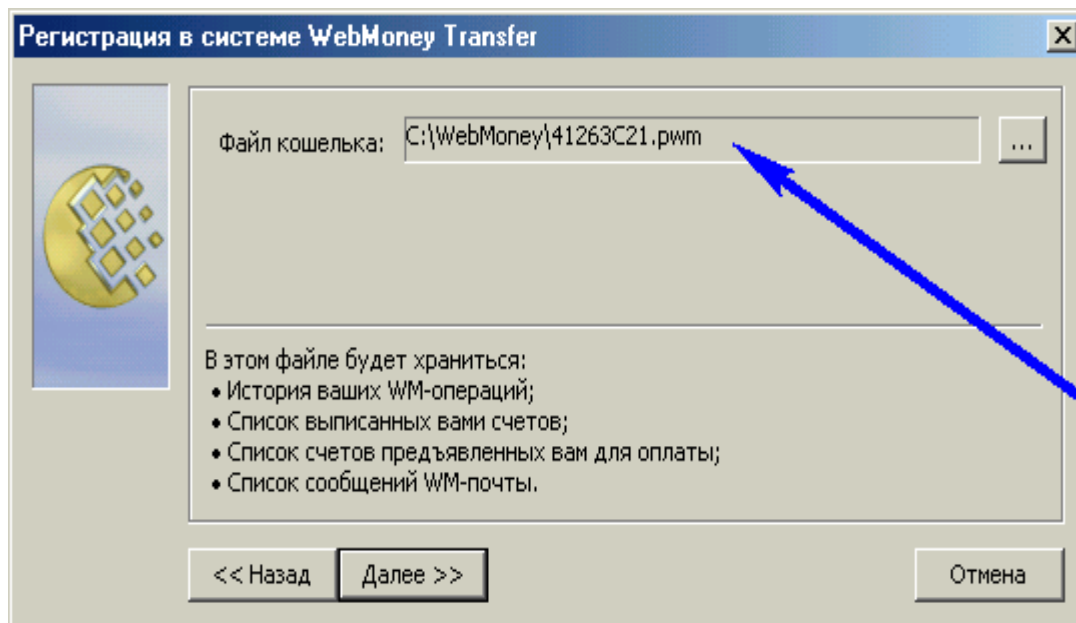 Регистрация в системе WebMoney Transfer
Файл кошелька: C:\WebMoney\41263C21.pwm ...
В этом файле будет храниться:
• История ваших WM-операций;
• Список выписанных вами счетов;
• Список счетов предъявленных вам для оплаты;
• Список сообщений WM-почты.
<< Назад Далее >> Отмена